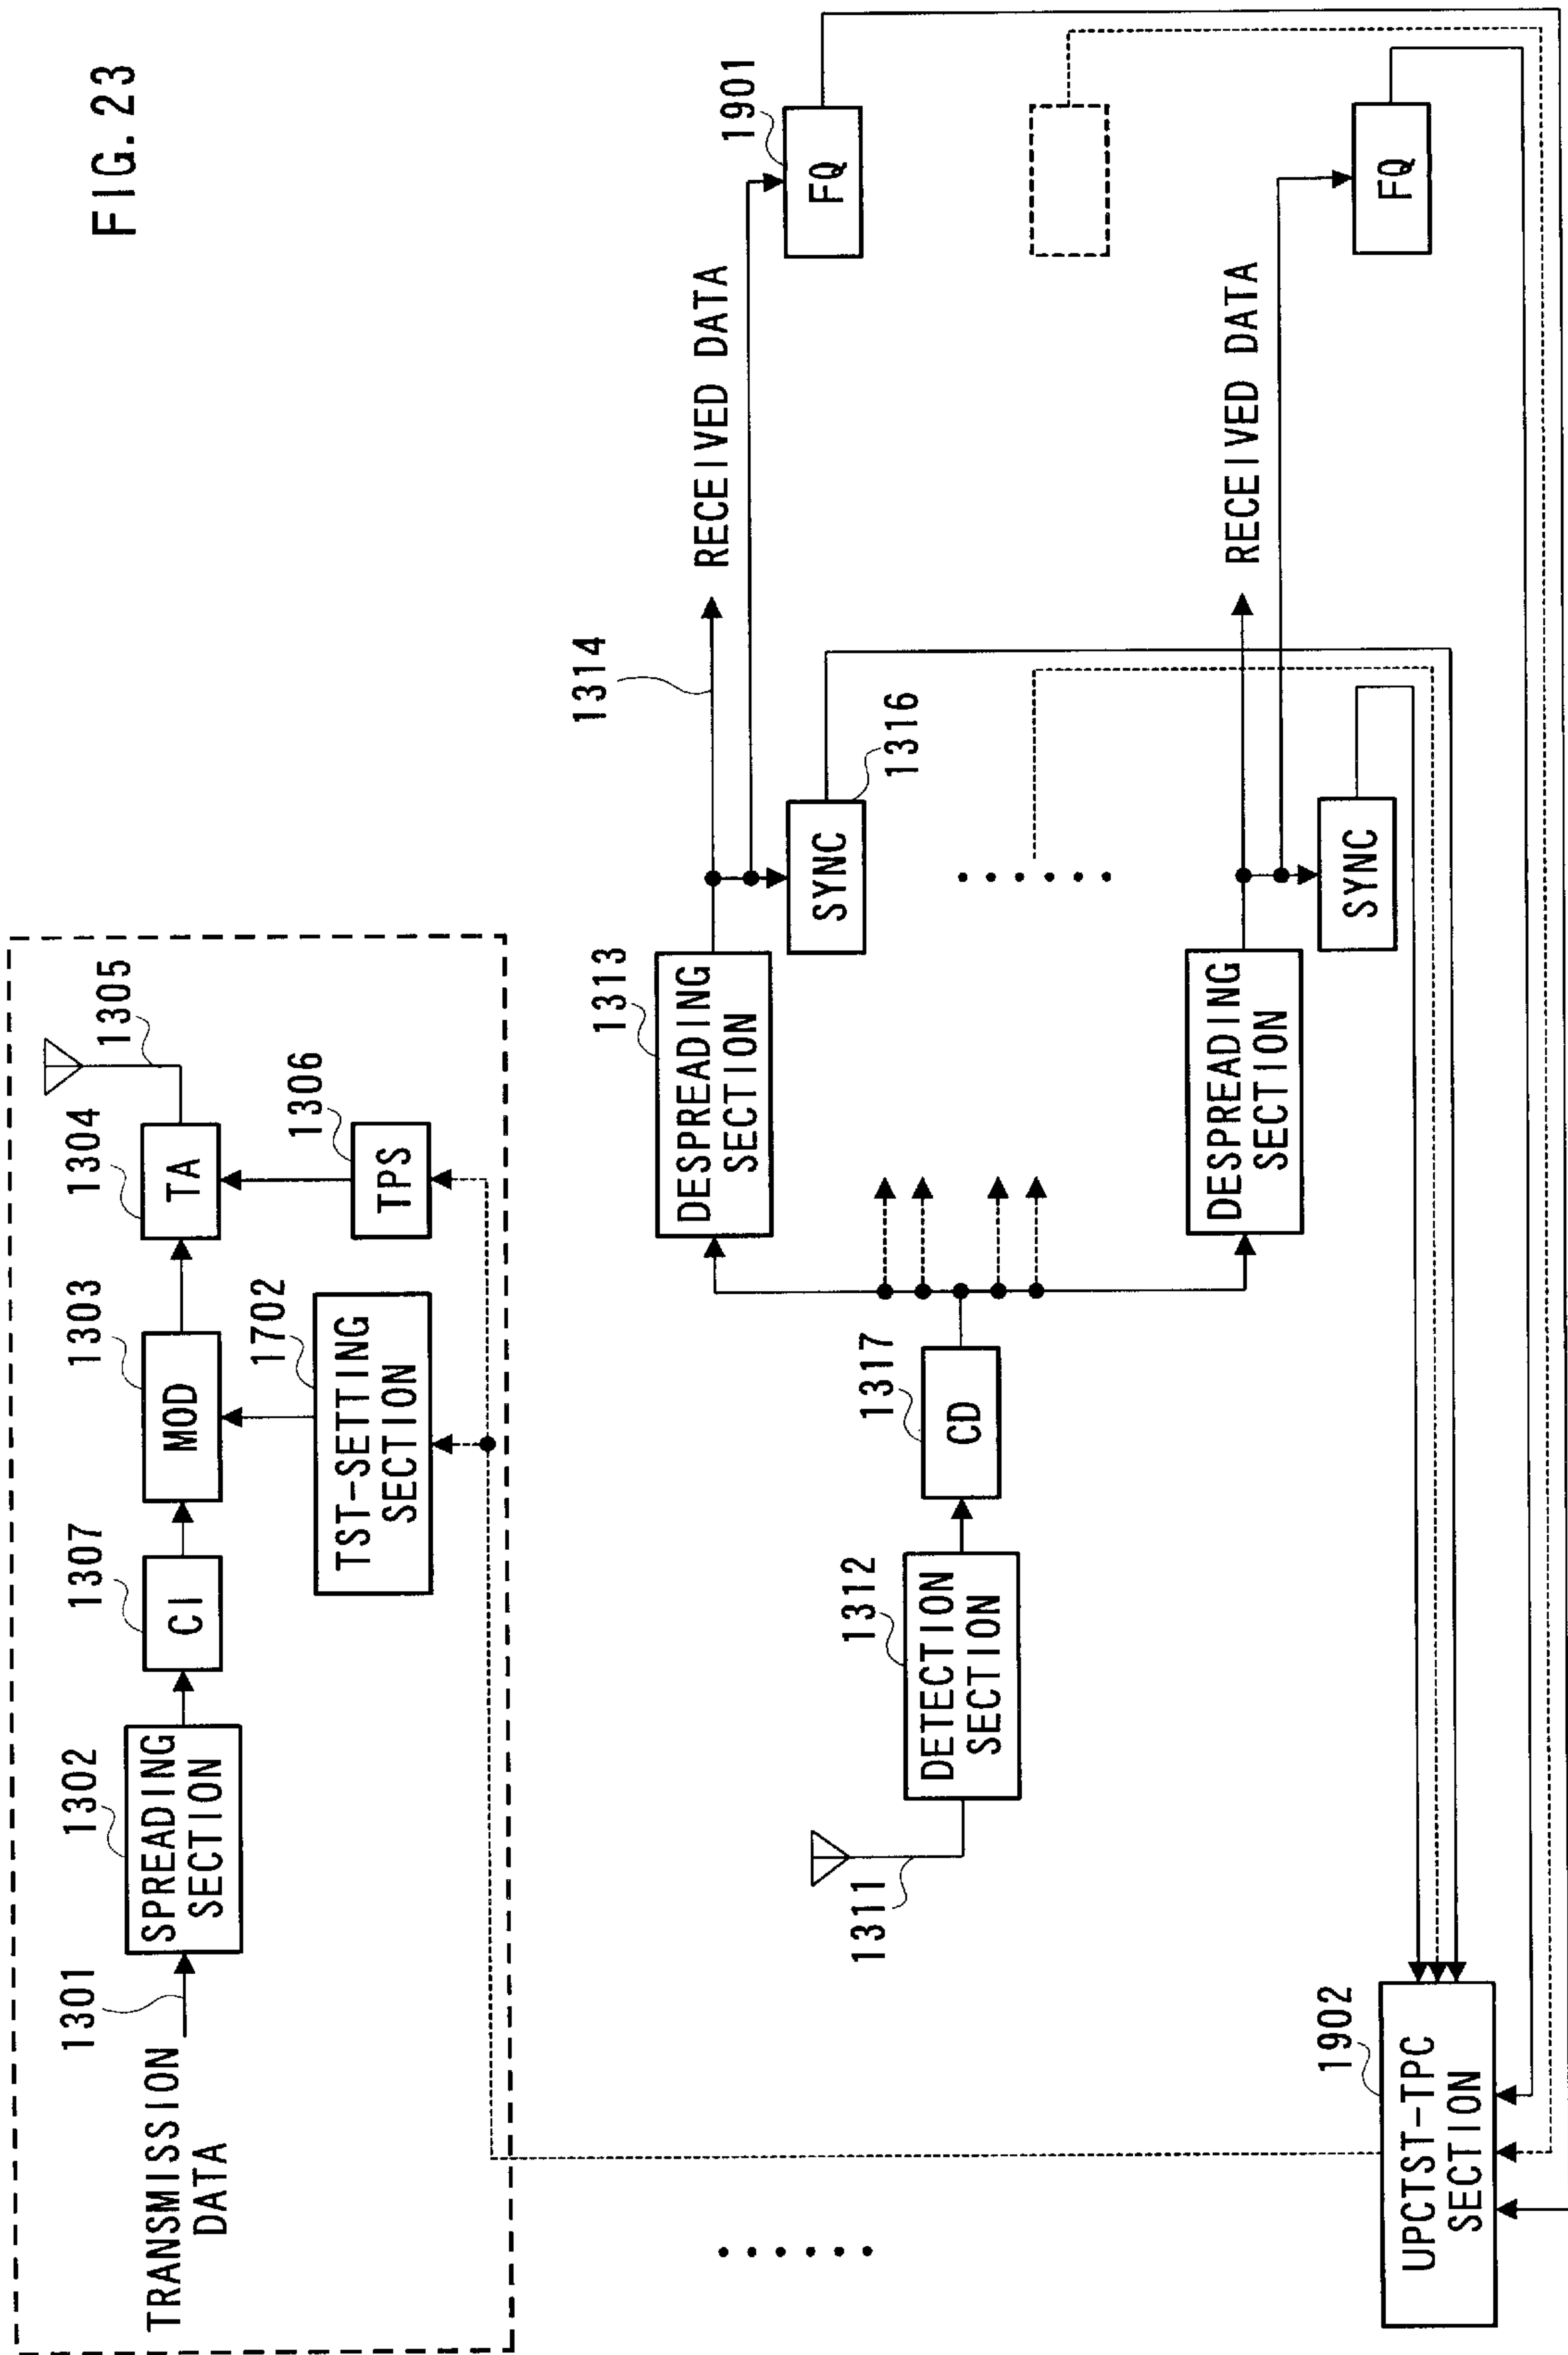 FIG. 23
1301
TRANSMISSION
DATA
1302
SPREADING
SECTION
1307
CI
1303
MOD
1304
TA
1305
1702
TST-SETTING
SECTION
1306
TPS
1311
1312
DETECTION
SECTION
1317
CD
1313
DESPREADING
SECTION
1314
RECEIVED DATA
SYNC
1316
1901
FQ
DESPREADING
SECTION
RECEIVED DATA
SYNC
FQ
1902
UPCTST-TPC
SECTION